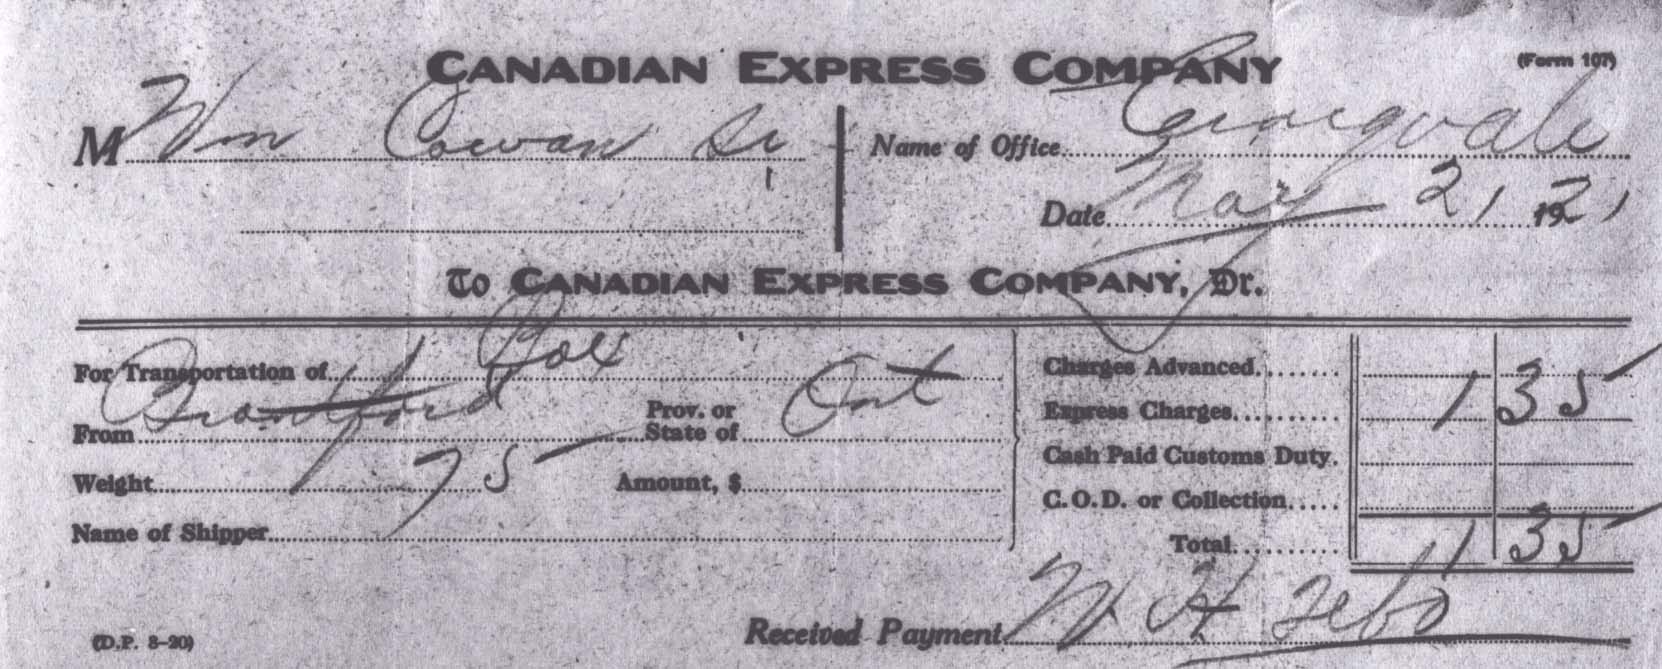 CANADIAN EXPRESS COMPANY (Form 107)
M Wm Cowan Sr
Name of Office
Date May 21, 1921
To CANADIAN EXPRESS COMPANY, Dr.
For Transportation of Box
From Brantford Prov. or State of Ont
Weight 75 Amount, $
Name of Shipper
Charges Advanced
Express Charges 1 35
Cash Paid Customs Duty
C.O.D. or Collection
Total 1 35
Received Payment W H Tebo
(D.P. 8-20)